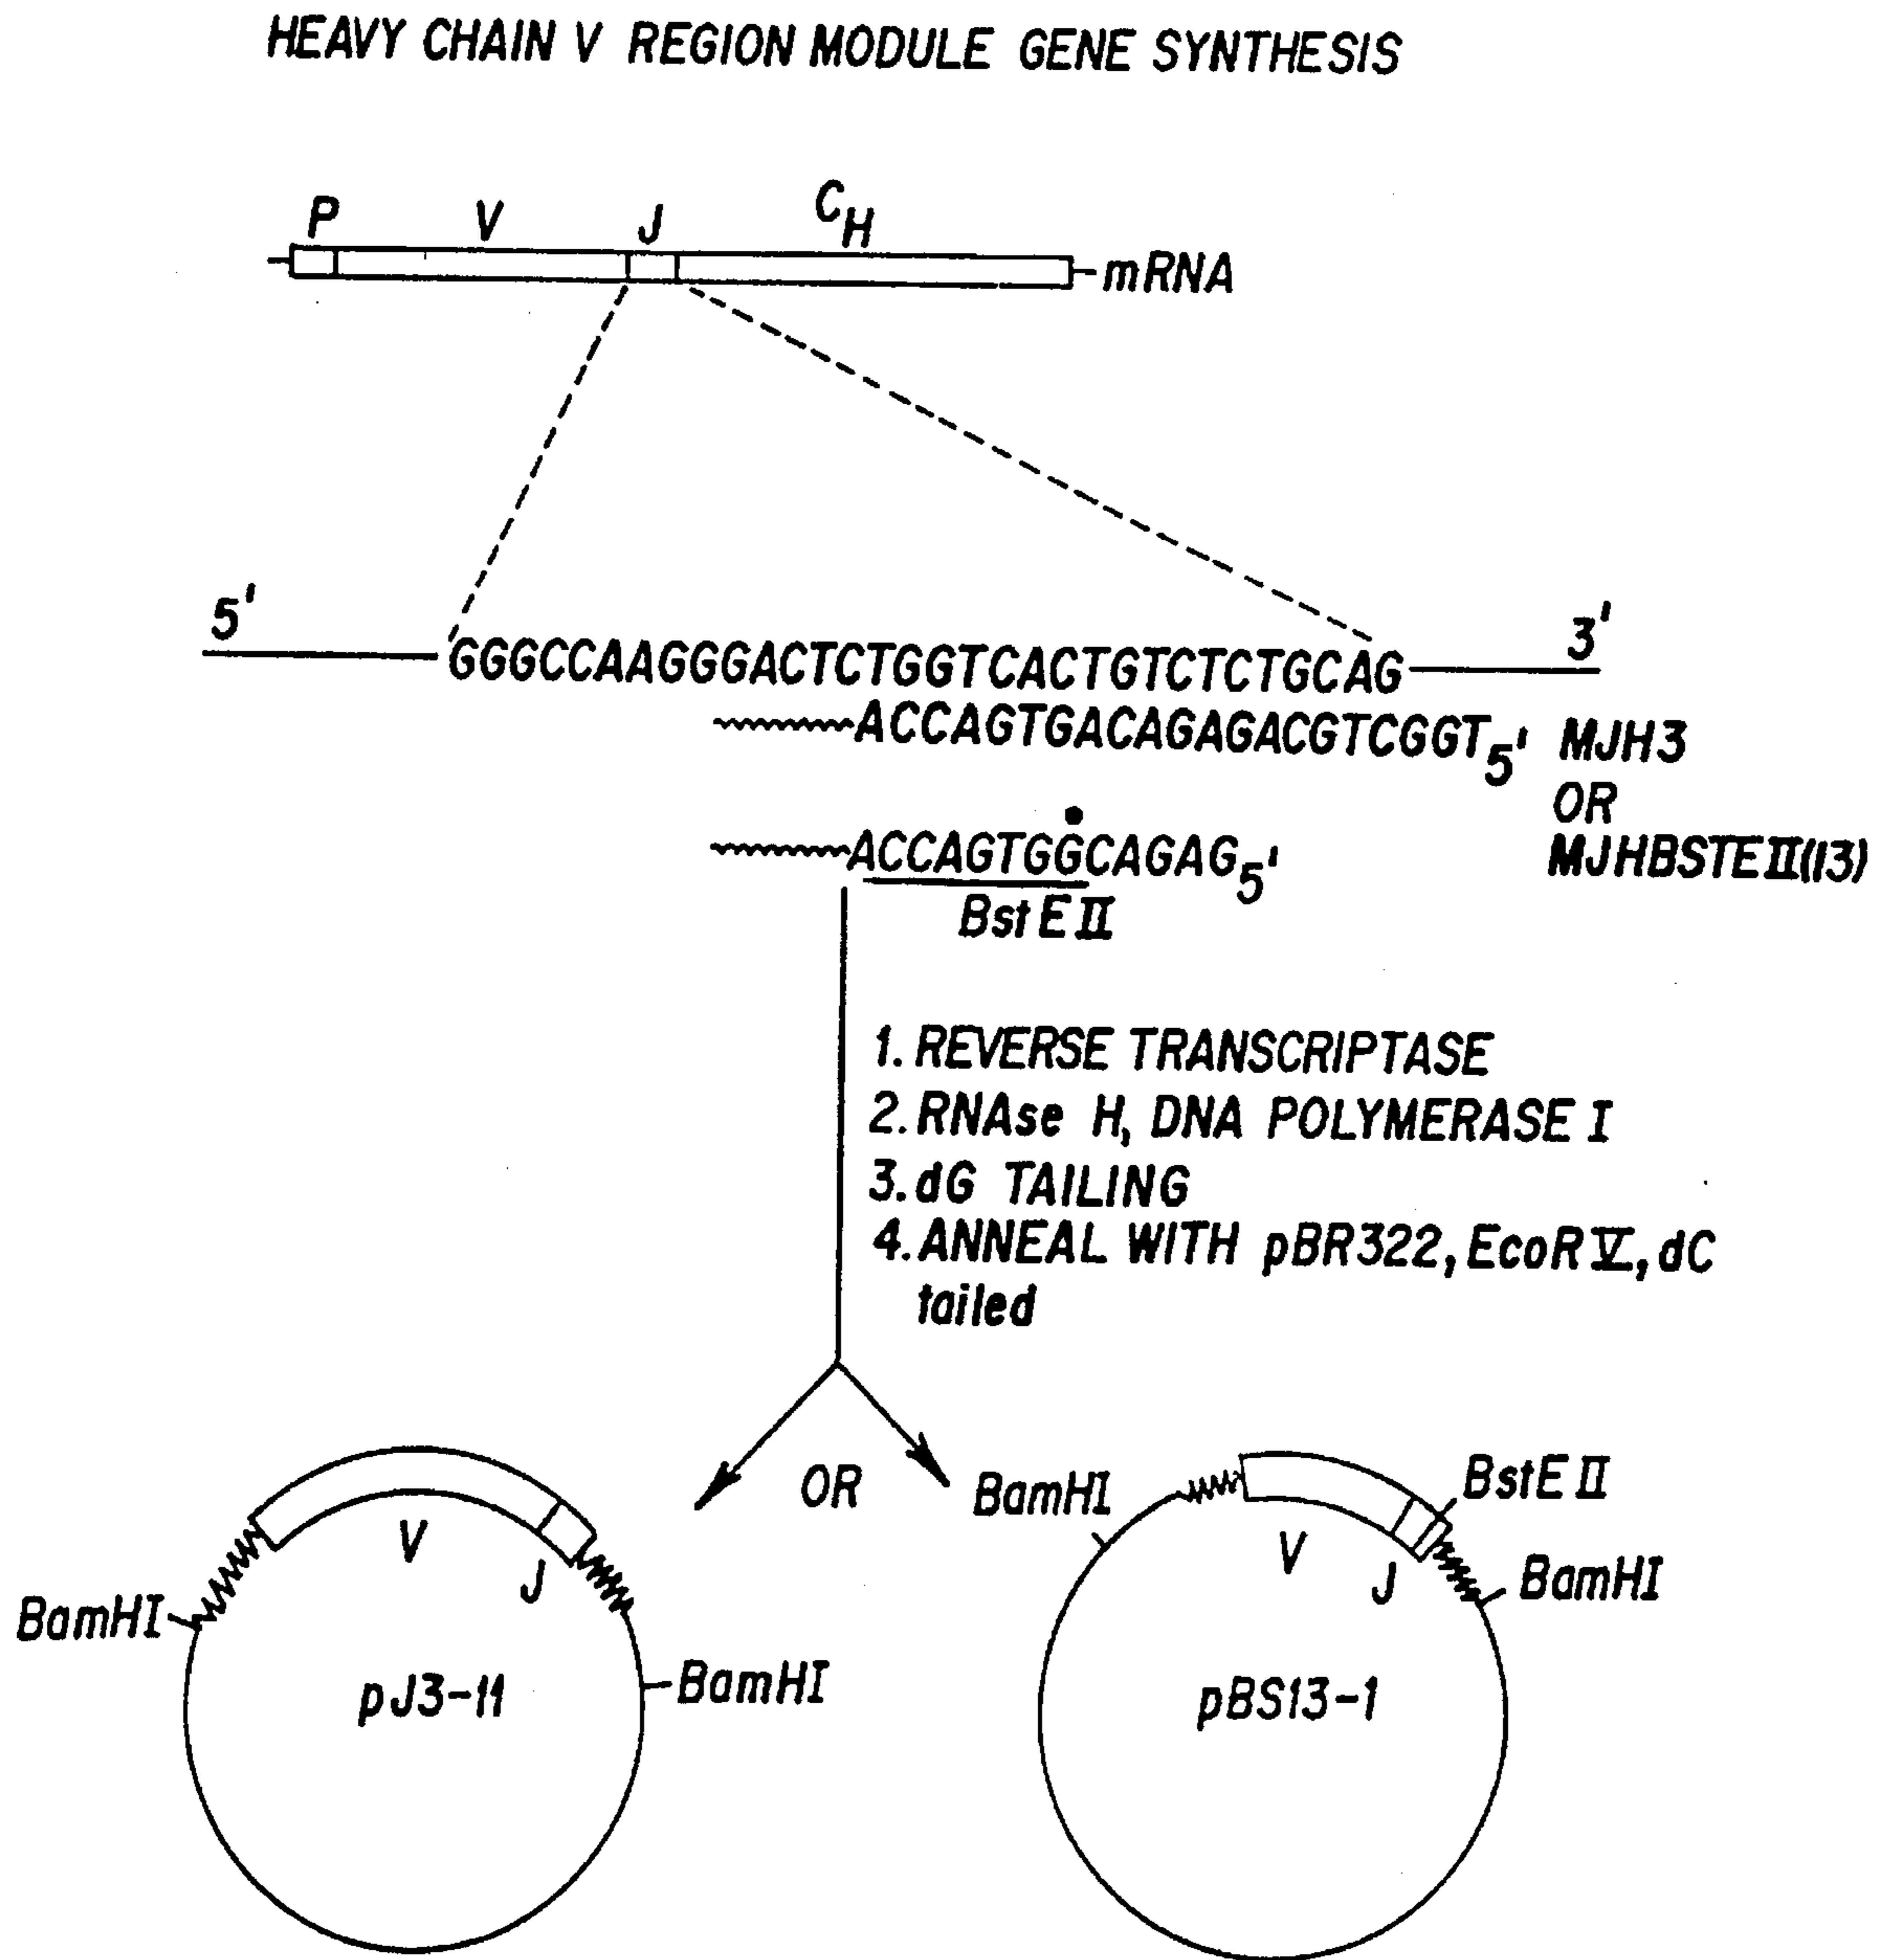 HEAVY CHAIN V REGION MODULE GENE SYNTHESIS
P V J CH
mRNA
5' 3'
GGGCCAAGGGACTCTGGTCACTGTCTCTGCAG
ACCAGTGACAGAGACGTCGGT5' MJH3
OR
ACCAGTGGCAGAG5' MJHBSTEII(13)
BstEII
1. REVERSE TRANSCRIPTASE
2. RNAse H, DNA POLYMERASE I
3. dG TAILING
4. ANNEAL WITH pBR322, EcoRV, dC
tailed
OR
BamHI V J BamHI
pJ3-11
BamHI V J BstEII
BamHI
pBS13-1